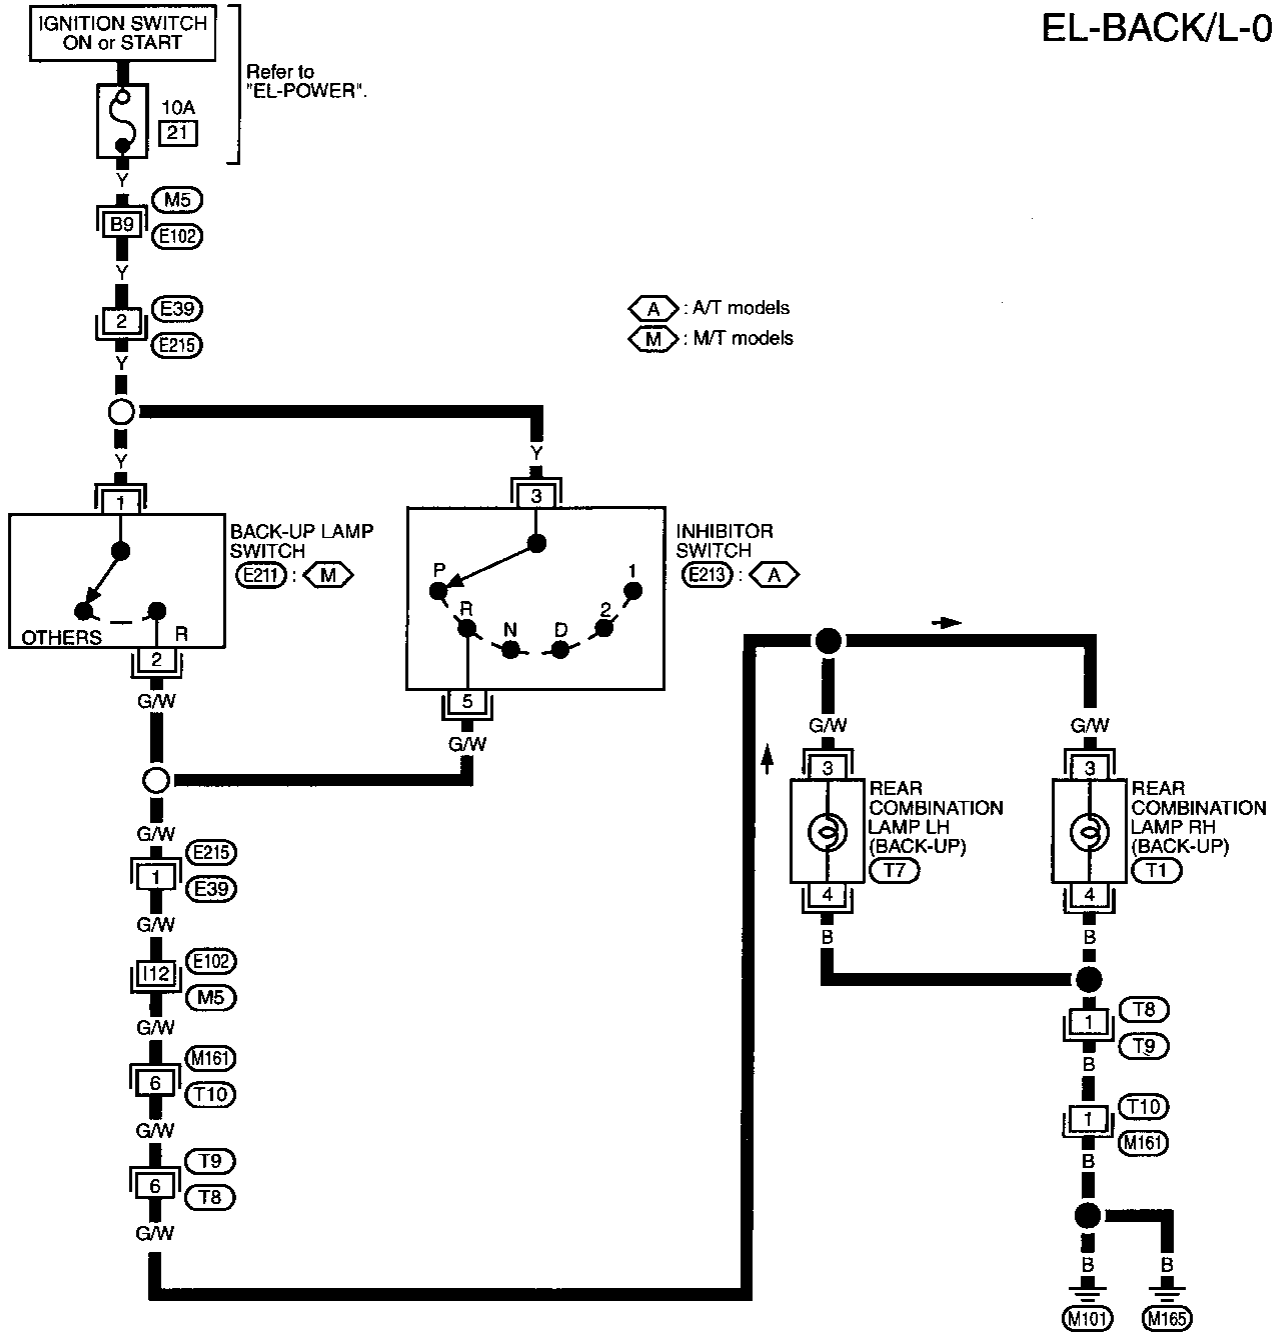 EL-BACK/L-0
IGNITION SWITCH
ON or START
Refer to
"EL-POWER".
10A
21
Y
M5
B9
E102
Y
E39
2
E215
Y
A : A/T models
M : M/T models
Y
Y
1
3
BACK-UP LAMP
SWITCH
E211 : M
OTHERS
R
2
G/W
INHIBITOR
SWITCH
E213 : A
P
R
N
D
2
1
5
G/W
G/W
E215
1
E39
G/W
E102
I12
M5
G/W
M161
6
T10
G/W
T9
6
T8
G/W
G/W
3
REAR
COMBINATION
LAMP LH
(BACK-UP)
T7
4
B
G/W
3
REAR
COMBINATION
LAMP RH
(BACK-UP)
T1
4
B
T8
1
T9
B
T10
1
M161
B
B
B
M101
M165